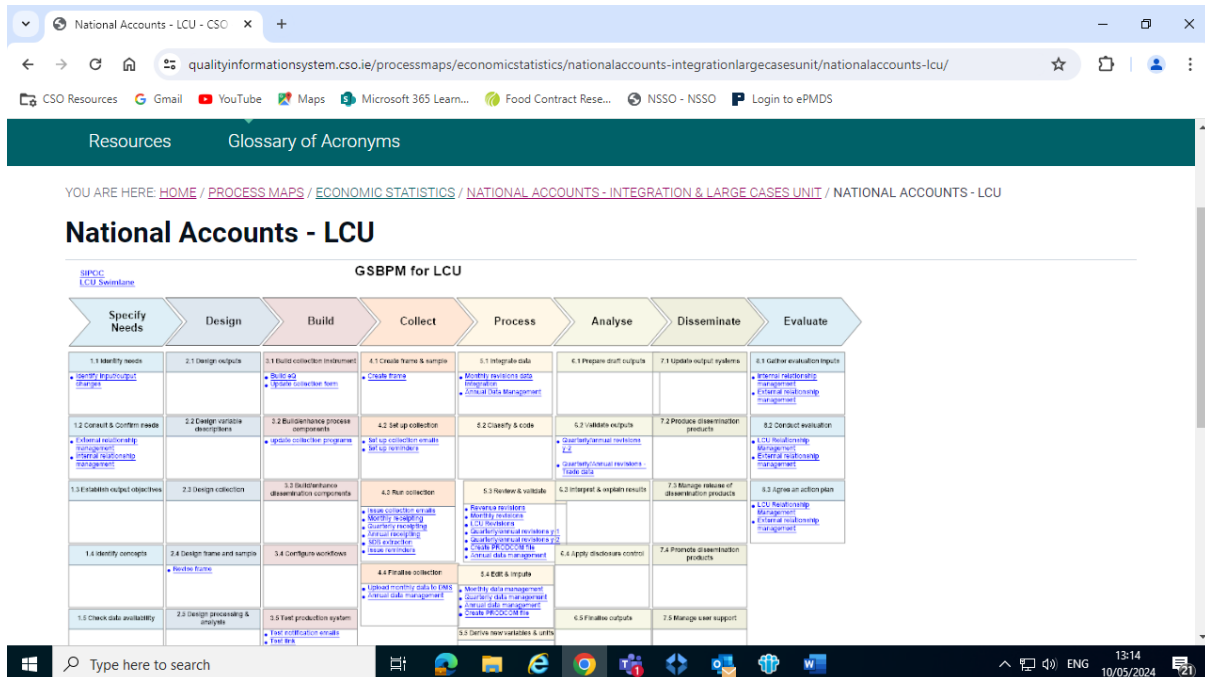 National Accounts - LCU - CSO
qualityinformationsystem.cso.ie/processmaps/economicstatistics/nationalaccounts-integrationlargecasesunit/nationalaccounts-lcu/
CSO Resources Gmail YouTube Maps Microsoft 365 Learn... Food Contract Rese... NSSO - NSSO Login to ePMDS
Resources Glossary of Acronyms
YOU ARE HERE: HOME / PROCESS MAPS / ECONOMIC STATISTICS / NATIONAL ACCOUNTS - INTEGRATION & LARGE CASES UNIT / NATIONAL ACCOUNTS - LCU
National Accounts - LCU
SIPOC
LCU Swimlane
GSBPM for LCU
Specify Needs Design Build Collect Process Analyse Disseminate Evaluate
1.1 Identify needs 2.1 Design outputs 3.1 Build collection instrument 4.1 Create frame & sample 5.1 Integrate data 6.1 Prepare draft outputs 7.1 Update output systems 8.1 Gather evaluation inputs
Identify input/output changes
Build eQ
Update collection form
Create frame
Monthly revisions data integration
Annual Data Management
Internal relationship management
External relationship management
1.2 Consult & Confirm needs 2.2 Design variable descriptions 3.2 Build/enhance process components 4.2 Set up collection 5.2 Classify & code 6.2 Validate outputs 7.2 Produce dissemination products 8.2 Conduct evaluation
External relationship management
Internal relationship management
update collection programs
Set up collection emails
Set up reminders
Quarterly/annual revisions y-2
Quarterly/Annual revisions - Trade data
LCU Relationship Management
External relationship management
1.3 Establish output objectives 2.3 Design collection 3.3 Build/enhance dissemination components 4.3 Run collection 5.3 Review & validate 6.3 Interpret & explain results 7.3 Manage release of dissemination products 8.3 Agree an action plan
Issue collection emails
Monthly receipting
Quarterly receipting
Annual receipting
SDS extraction
Issue reminders
Revenue revisions
Monthly revisions
LCU Revisions
Quarterly/annual revisions y-1
Quarterly/annual revisions y-2
Create PRODCOM file
Annual data management
LCU Relationship Management
External relationship management
1.4 Identify concepts 2.4 Design frame and sample 3.4 Configure workflows 6.4 Apply disclosure control 7.4 Promote dissemination products
Revise frame
4.4 Finalise collection 5.4 Edit & impute
Upload monthly data to DMS
Annual data management
Monthly data management
Quarterly data management
Annual data management
Create PRODCOM file
1.5 Check data availability 2.5 Design processing & analysis 3.5 Test production system 6.5 Finalise outputs 7.5 Manage user support
Test notification emails
Test link
5.5 Derive new variables & units
Type here to search
ENG
13:14
10/05/2024
21